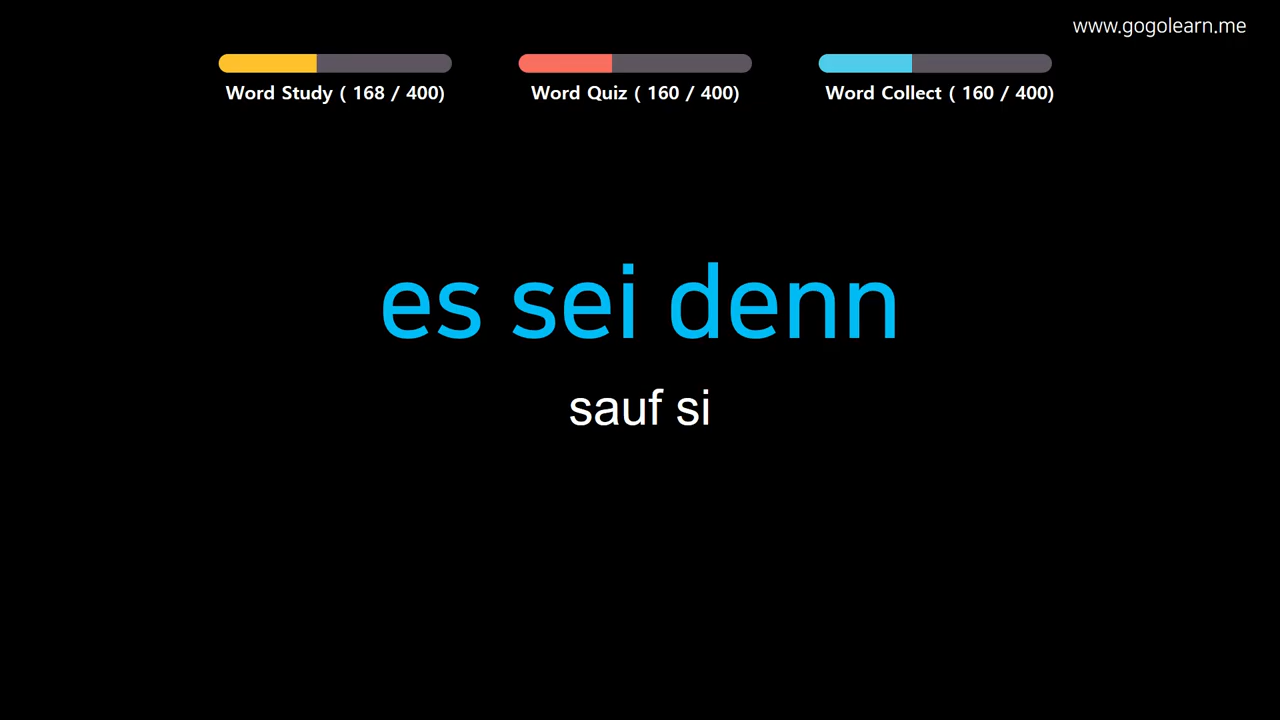 www.gogolearn.me
Word Study ( 168 / 400)
Word Quiz ( 160 / 400)
Word Collect ( 160 / 400)
es sei denn
sauf si